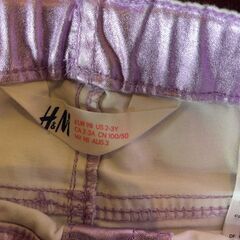 H&M
EUR 98 US 2-3Y
CA 2-3A CN 100/50
MX 98 AUS 3